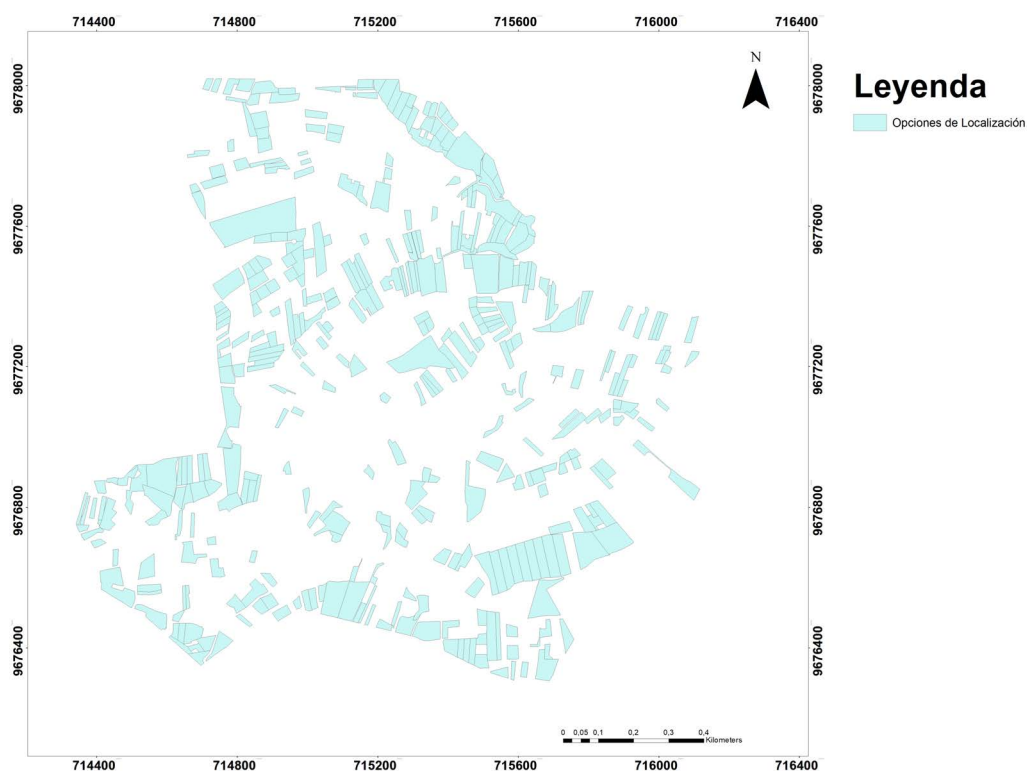 714400 714800 715200 715600 716000 716400
9678000 9678000
9677600 9677600
9677200 9677200
9676800 9676800
9676400 9676400
N
Leyenda
Opciones de Localización
0 0,05 0,1 0,2 0,3 0,4
Kilometers
714400 714800 715200 715600 716000 716400